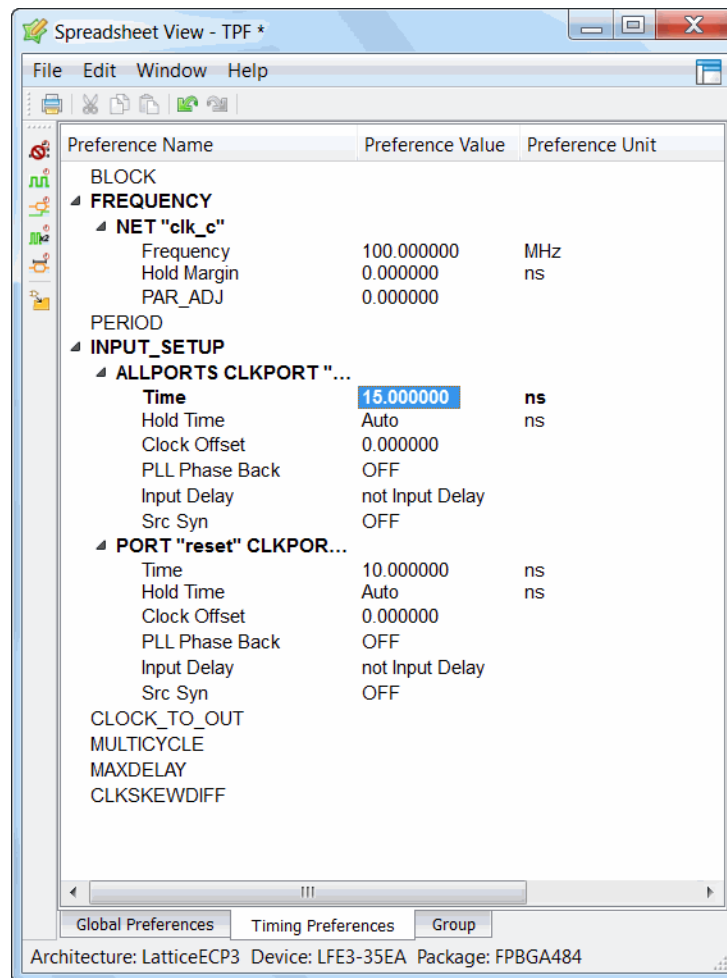 Spreadsheet View - TPF *
File Edit Window Help
Preference Name Preference Value Preference Unit
BLOCK
FREQUENCY
NET "clk_c"
Frequency 100.000000 MHz
Hold Margin 0.000000 ns
PAR_ADJ 0.000000
PERIOD
INPUT_SETUP
ALLPORTS CLKPORT "...
Time 15.000000 ns
Hold Time Auto ns
Clock Offset 0.000000
PLL Phase Back OFF
Input Delay not Input Delay
Src Syn OFF
PORT "reset" CLKPOR...
Time 10.000000 ns
Hold Time Auto ns
Clock Offset 0.000000
PLL Phase Back OFF
Input Delay not Input Delay
Src Syn OFF
CLOCK_TO_OUT
MULTICYCLE
MAXDELAY
CLKSKEWDIFF
Global Preferences Timing Preferences Group
Architecture: LatticeECP3 Device: LFE3-35EA Package: FPBGA484